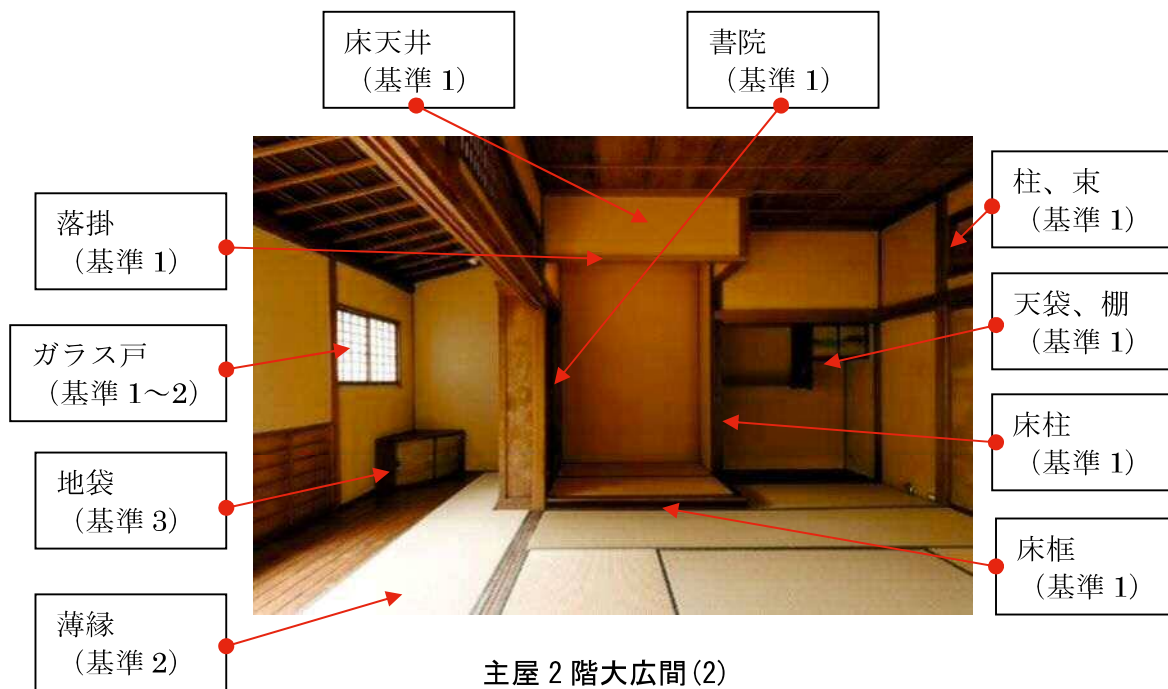 床天井
（基準 1）
書院
（基準 1）
落掛
（基準 1）
ガラス戸
（基準 1～2）
地袋
（基準 3）
薄縁
（基準 2）
柱、束
（基準 1）
天袋、棚
（基準 1）
床柱
（基準 1）
床框
（基準 1）
主屋 2 階大広間(2)